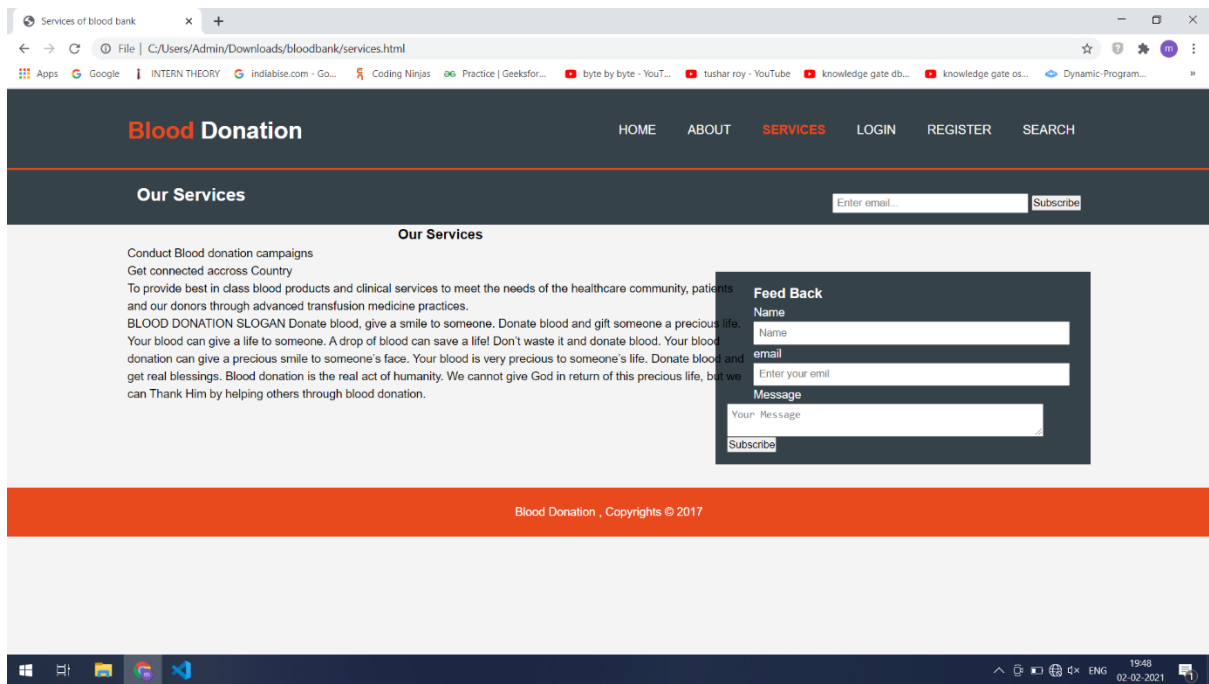 Services of blood bank
File | C:/Users/Admin/Downloads/bloodbank/services.html
m
Apps Google INTERN THEORY indiabise.com - Go... Coding Ninjas Practice | Geeksfor... byte by byte - YouT... tushar roy - YouTube knowledge gate db... knowledge gate os... Dynamic-Program... »
Blood Donation HOME ABOUT SERVICES LOGIN REGISTER SEARCH
Our Services Enter email... Subscribe
Our Services
Conduct Blood donation campaigns
Get connected accross Country
To provide best in class blood products and clinical services to meet the needs of the healthcare community, patients
and our donors through advanced transfusion medicine practices.
BLOOD DONATION SLOGAN Donate blood, give a smile to someone. Donate blood and gift someone a precious life.
Your blood can give a life to someone. A drop of blood can save a life! Don't waste it and donate blood. Your blood
donation can give a precious smile to someone's face. Your blood is very precious to someone's life. Donate blood and
get real blessings. Blood donation is the real act of humanity. We cannot give God in return of this precious life, but we
can Thank Him by helping others through blood donation.
Feed Back
Name
Name
email
Enter your emil
Message
Your Message
Subscribe
Blood Donation , Copyrights © 2017
ENG 19:48
02-02-2021